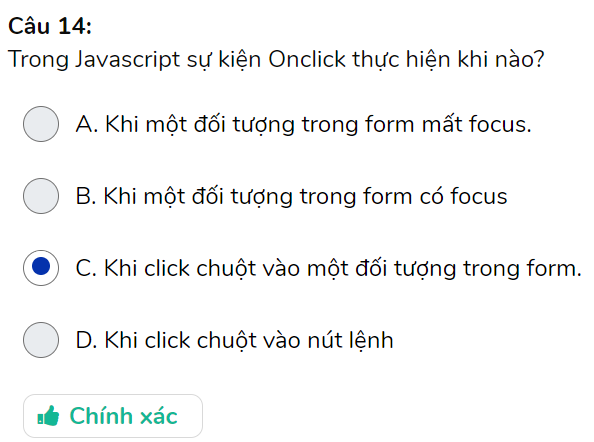 Câu 14:
Trong Javascript sự kiện Onclick thực hiện khi nào?
A. Khi một đối tượng trong form mất focus.
B. Khi một đối tượng trong form có focus
C. Khi click chuột vào một đối tượng trong form.
D. Khi click chuột vào nút lệnh
Chính xác